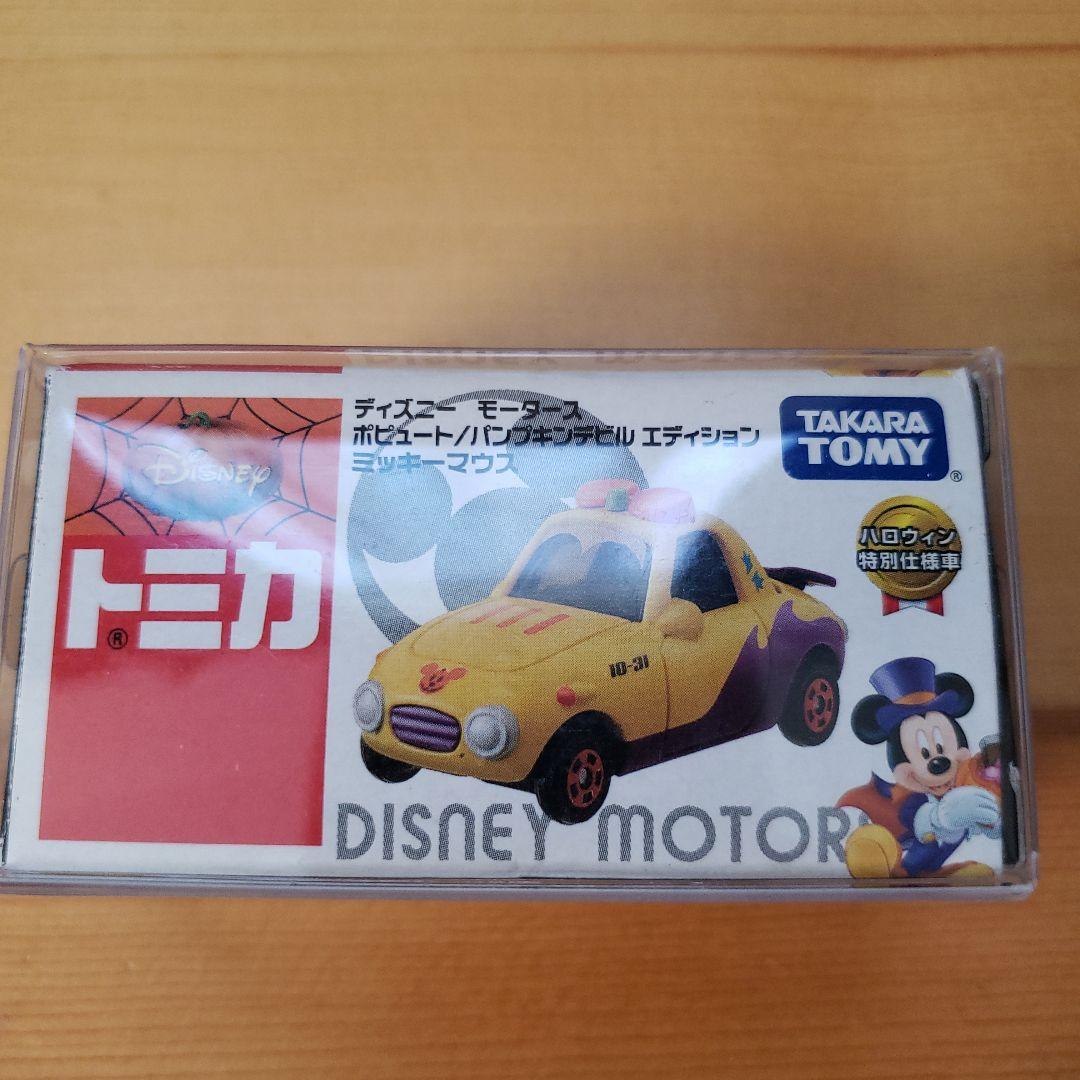 ディズニー モータース
ポピュート/パンプキンデビル エディション
ミッキーマウス
TAKARA
TOMY®
Disney
トミカ®
ハロウィン
特別仕様車
10-31
DISNEY MOTORS